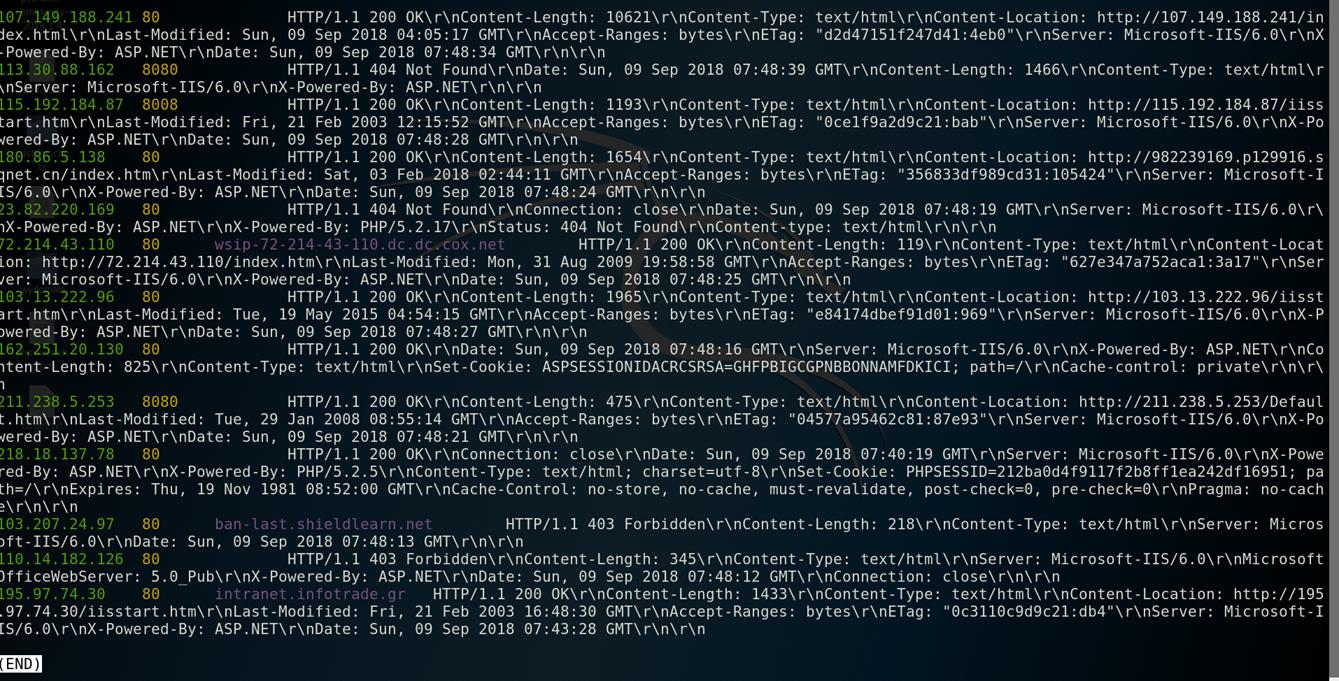 107.149.188.241 80 HTTP/1.1 200 OK\r\nContent-Length: 10621\r\nContent-Type: text/html\r\nContent-Location: http://107.149.188.241/in
dex.html\r\nLast-Modified: Sun, 09 Sep 2018 04:05:17 GMT\r\nAccept-Ranges: bytes\r\nETag: "d2d47151f247d41:4eb0"\r\nServer: Microsoft-IIS/6.0\r\nX
-Powered-By: ASP.NET\r\nDate: Sun, 09 Sep 2018 07:48:34 GMT\r\n\r\n
113.30.88.162 8080 HTTP/1.1 404 Not Found\r\nDate: Sun, 09 Sep 2018 07:48:39 GMT\r\nContent-Length: 1466\r\nContent-Type: text/html\r
\nServer: Microsoft-IIS/6.0\r\nX-Powered-By: ASP.NET\r\n\r\n
115.192.184.87 8008 HTTP/1.1 200 OK\r\nContent-Length: 1193\r\nContent-Type: text/html\r\nContent-Location: http://115.192.184.87/iiss
tart.htm\r\nLast-Modified: Fri, 21 Feb 2003 12:15:52 GMT\r\nAccept-Ranges: bytes\r\nETag: "0ce1f9a2d9c21:bab"\r\nServer: Microsoft-IIS/6.0\r\nX-Po
wered-By: ASP.NET\r\nDate: Sun, 09 Sep 2018 07:48:28 GMT\r\n\r\n
180.86.5.138 80 HTTP/1.1 200 OK\r\nContent-Length: 1654\r\nContent-Type: text/html\r\nContent-Location: http://982239169.p129916.s
qnet.cn/index.htm\r\nLast-Modified: Sat, 03 Feb 2018 02:44:11 GMT\r\nAccept-Ranges: bytes\r\nETag: "356833df989cd31:105424"\r\nServer: Microsoft-I
IS/6.0\r\nX-Powered-By: ASP.NET\r\nDate: Sun, 09 Sep 2018 07:48:24 GMT\r\n\r\n
23.82.220.169 80 HTTP/1.1 404 Not Found\r\nConnection: close\r\nDate: Sun, 09 Sep 2018 07:48:19 GMT\r\nServer: Microsoft-IIS/6.0\r\
nX-Powered-By: ASP.NET\r\nX-Powered-By: PHP/5.2.17\r\nStatus: 404 Not Found\r\nContent-type: text/html\r\n\r\n
72.214.43.110 80 wsip-72-214-43-110.dc.dc.cox.net HTTP/1.1 200 OK\r\nContent-Length: 119\r\nContent-Type: text/html\r\nContent-Locat
ion: http://72.214.43.110/index.htm\r\nLast-Modified: Mon, 31 Aug 2009 19:58:58 GMT\r\nAccept-Ranges: bytes\r\nETag: "627e347a752aca1:3a17"\r\nSer
ver: Microsoft-IIS/6.0\r\nX-Powered-By: ASP.NET\r\nDate: Sun, 09 Sep 2018 07:48:25 GMT\r\n\r\n
103.13.222.96 80 HTTP/1.1 200 OK\r\nContent-Length: 1965\r\nContent-Type: text/html\r\nContent-Location: http://103.13.222.96/iisst
art.htm\r\nLast-Modified: Tue, 19 May 2015 04:54:15 GMT\r\nAccept-Ranges: bytes\r\nETag: "e84174dbef91d01:969"\r\nServer: Microsoft-IIS/6.0\r\nX-P
owered-By: ASP.NET\r\nDate: Sun, 09 Sep 2018 07:48:27 GMT\r\n\r\n
162.251.20.130 80 HTTP/1.1 200 OK\r\nDate: Sun, 09 Sep 2018 07:48:16 GMT\r\nServer: Microsoft-IIS/6.0\r\nX-Powered-By: ASP.NET\r\nCo
ntent-Length: 825\r\nContent-Type: text/html\r\nSet-Cookie: ASPSESSIONIDACRCSRSA=GHFPBIGCGPNBBONNAMFDKICI; path=/\r\nCache-control: private\r\n\r\
n
211.238.5.253 8080 HTTP/1.1 200 OK\r\nContent-Length: 475\r\nContent-Type: text/html\r\nContent-Location: http://211.238.5.253/Defaul
t.htm\r\nLast-Modified: Tue, 29 Jan 2008 08:55:14 GMT\r\nAccept-Ranges: bytes\r\nETag: "04577a95462c81:87e93"\r\nServer: Microsoft-IIS/6.0\r\nX-Po
wered-By: ASP.NET\r\nDate: Sun, 09 Sep 2018 07:48:21 GMT\r\n\r\n
218.18.137.78 80 HTTP/1.1 200 OK\r\nConnection: close\r\nDate: Sun, 09 Sep 2018 07:40:19 GMT\r\nServer: Microsoft-IIS/6.0\r\nX-Powe
red-By: ASP.NET\r\nX-Powered-By: PHP/5.2.5\r\nContent-Type: text/html; charset=utf-8\r\nSet-Cookie: PHPSESSID=212ba0d4f9117f2b8ff1ea242df16951; pa
th=/\r\nExpires: Thu, 19 Nov 1981 08:52:00 GMT\r\nCache-Control: no-store, no-cache, must-revalidate, post-check=0, pre-check=0\r\nPragma: no-cach
e\r\n\r\n
103.207.24.97 80 ban-last.shieldlearn.net HTTP/1.1 403 Forbidden\r\nContent-Length: 218\r\nContent-Type: text/html\r\nServer: Micros
oft-IIS/6.0\r\nDate: Sun, 09 Sep 2018 07:48:13 GMT\r\n\r\n
110.14.182.126 80 HTTP/1.1 403 Forbidden\r\nContent-Length: 345\r\nContent-Type: text/html\r\nServer: Microsoft-IIS/6.0\r\nMicrosoft
OfficeWebServer: 5.0_Pub\r\nX-Powered-By: ASP.NET\r\nDate: Sun, 09 Sep 2018 07:48:12 GMT\r\nConnection: close\r\n\r\n
195.97.74.30 80 intranet.infotrade.gr HTTP/1.1 200 OK\r\nContent-Length: 1433\r\nContent-Type: text/html\r\nContent-Location: http://195
.97.74.30/iisstart.htm\r\nLast-Modified: Fri, 21 Feb 2003 16:48:30 GMT\r\nAccept-Ranges: bytes\r\nETag: "0c3110c9d9c21:db4"\r\nServer: Microsoft-I
IS/6.0\r\nX-Powered-By: ASP.NET\r\nDate: Sun, 09 Sep 2018 07:43:28 GMT\r\n\r\n
(END)